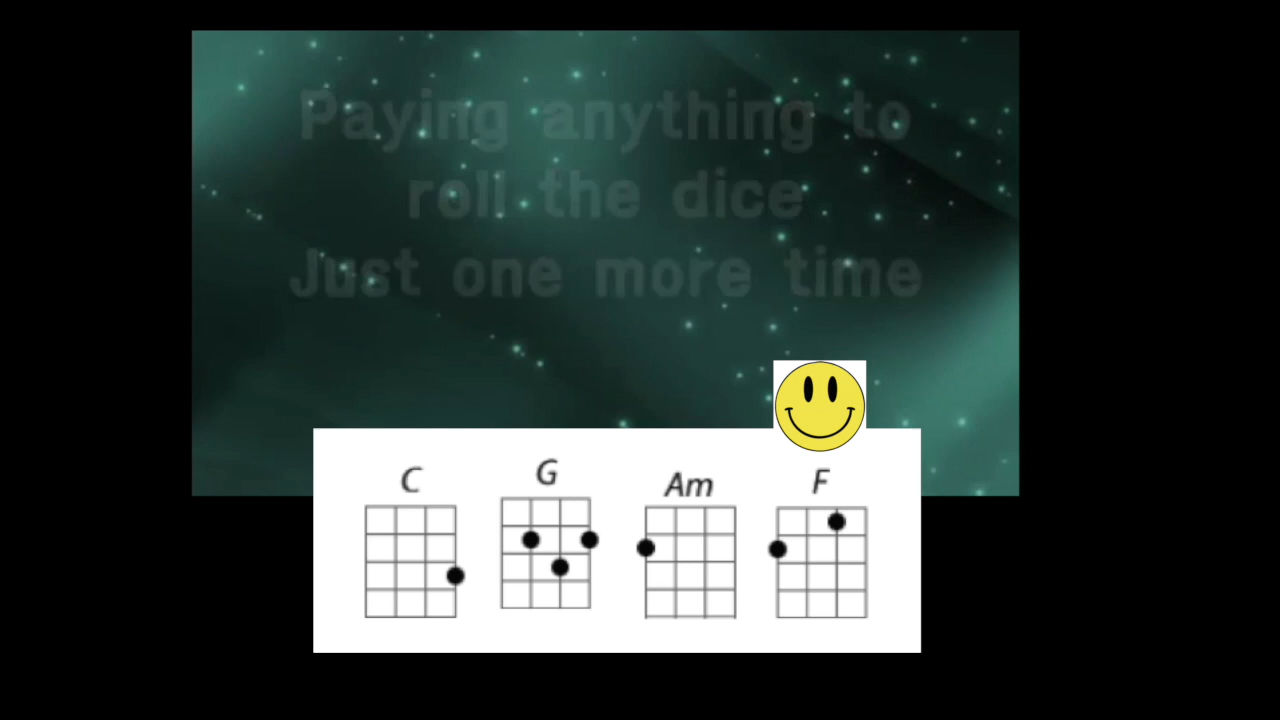 Paying anything to
roll the dice
Just one more time
C G Am F